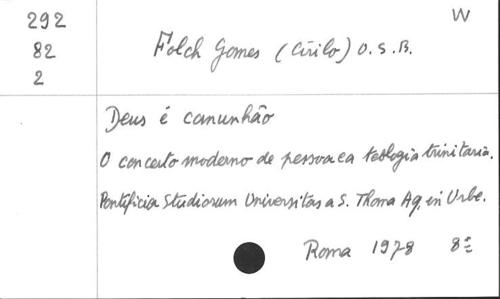 292
W
82
Folch Gomes (Cirilo) O.S.B.
2
Deus é comunhão
O conceito moderno de pessoa e a teologia trinitaria.
Pontificia Studiorum Universitas a S. Thoma Aq. in Urbe.
Roma 1978 8º